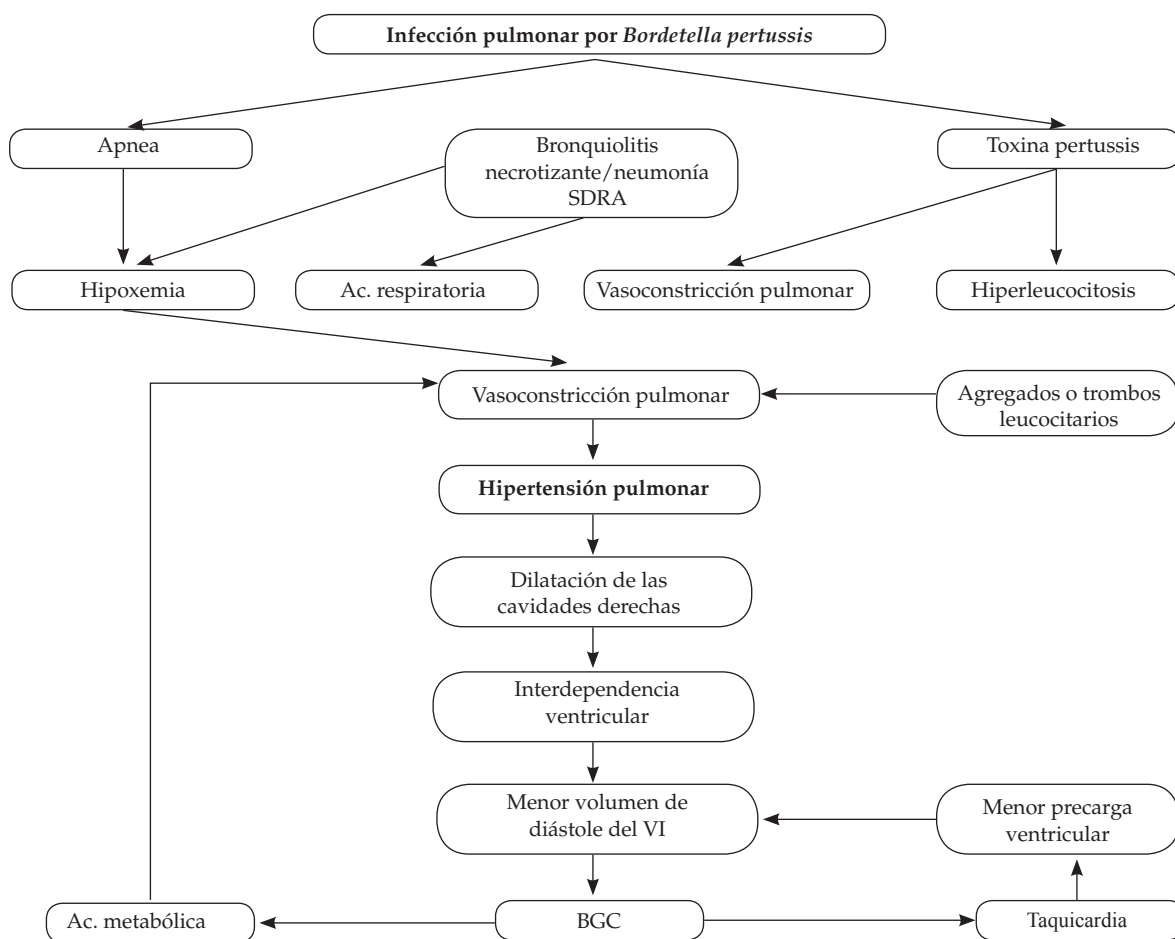 Infección pulmonar por Bordetella pertussis
Apnea
Bronquiolitis
necrotizante/neumonía
SDRA
Toxina pertussis
Hipoxemia
Ac. respiratoria
Vasoconstricción pulmonar
Hiperleucocitosis
Vasoconstricción pulmonar
Agregados o trombos
leucocitarios
Hipertensión pulmonar
Dilatación de las
cavidades derechas
Interdependencia
ventricular
Menor volumen de
diástole del VI
Menor precarga
ventricular
Ac. metabólica
BGC
Taquicardia